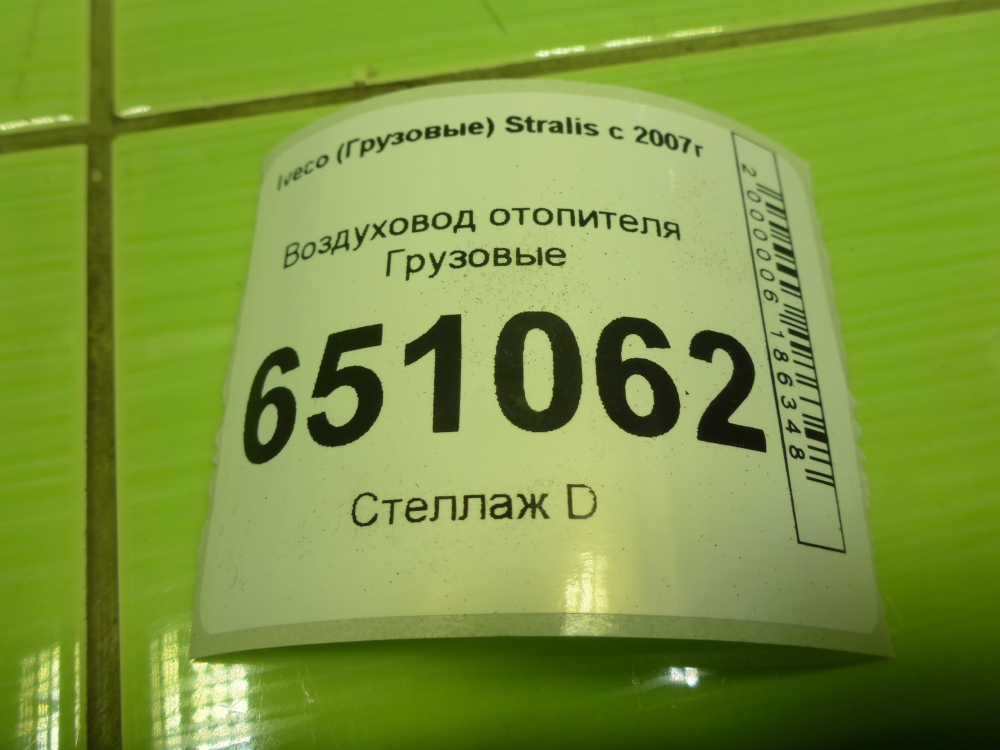 Iveco (Грузовые) Stralis с 2007г
Воздуховод отопителя
Грузовые
651062
Стеллаж D
2000006186348